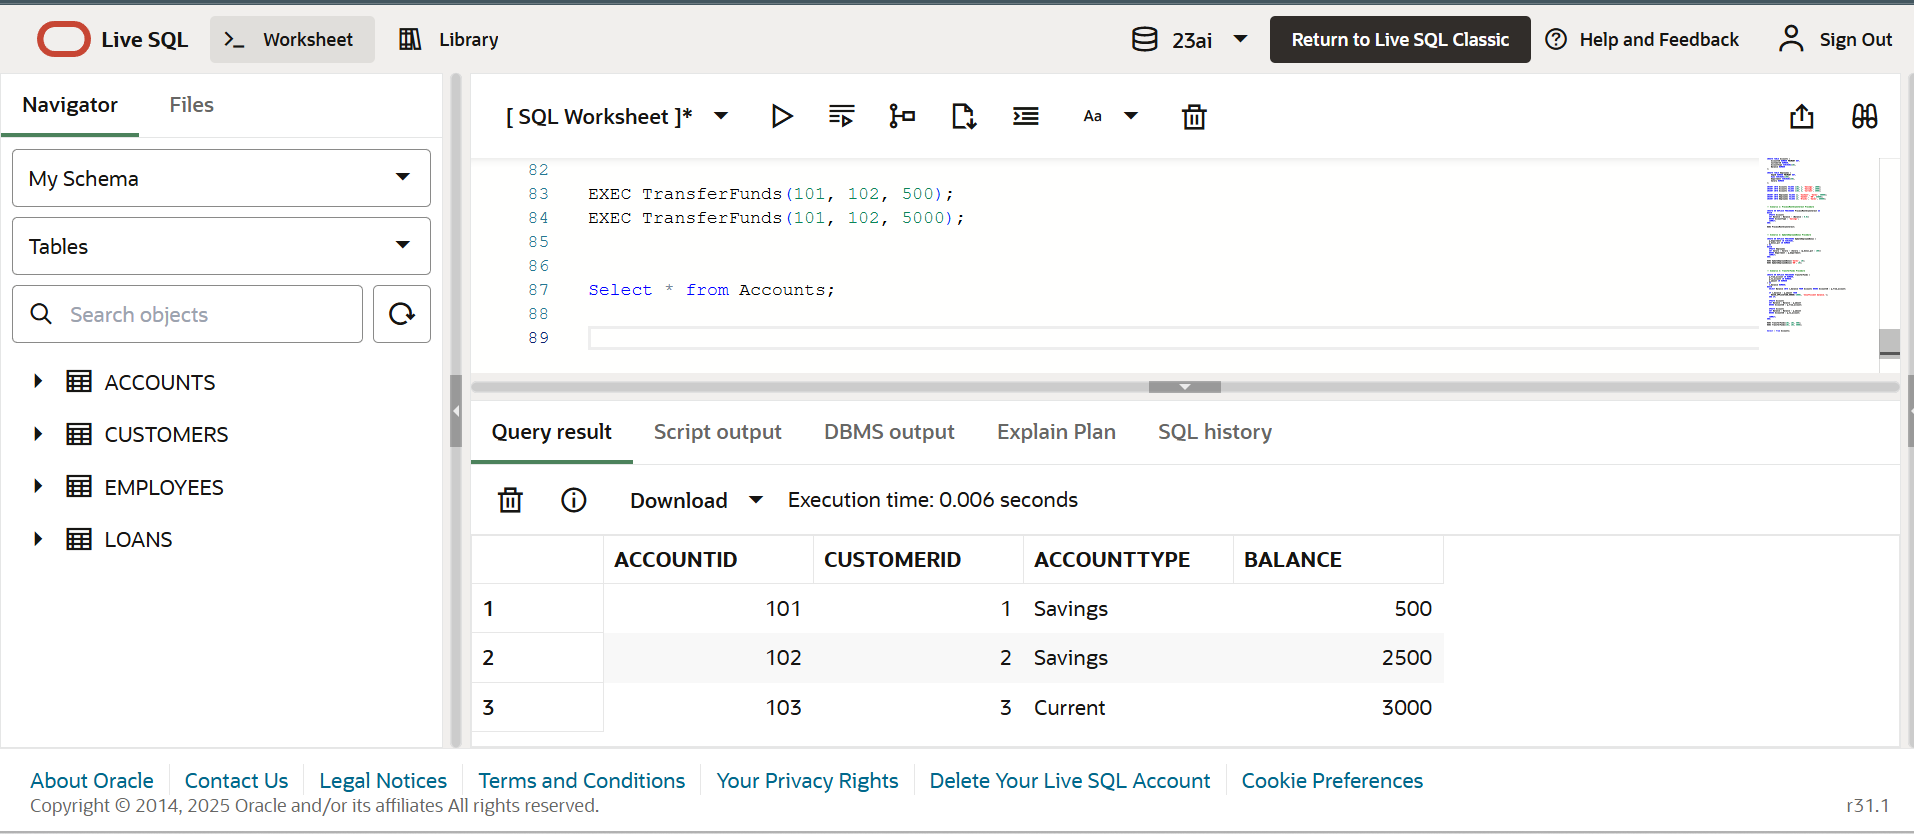 Live SQL
Worksheet
Library
23ai
Return to Live SQL Classic
Help and Feedback
Sign Out
Navigator
Files
My Schema
Tables
Search objects
ACCOUNTS
CUSTOMERS
EMPLOYEES
LOANS
[ SQL Worksheet ]*
Aa
82
83 EXEC TransferFunds(101, 102, 500);
84 EXEC TransferFunds(101, 102, 5000);
85
86
87 Select * from Accounts;
88
89
Query result
Script output
DBMS output
Explain Plan
SQL history
Download
Execution time: 0.006 seconds
ACCOUNTID CUSTOMERID ACCOUNTTYPE BALANCE
1 101 1 Savings 500
2 102 2 Savings 2500
3 103 3 Current 3000
About Oracle
Contact Us
Legal Notices
Terms and Conditions
Your Privacy Rights
Delete Your Live SQL Account
Cookie Preferences
Copyright © 2014, 2025 Oracle and/or its affiliates All rights reserved.
r31.1